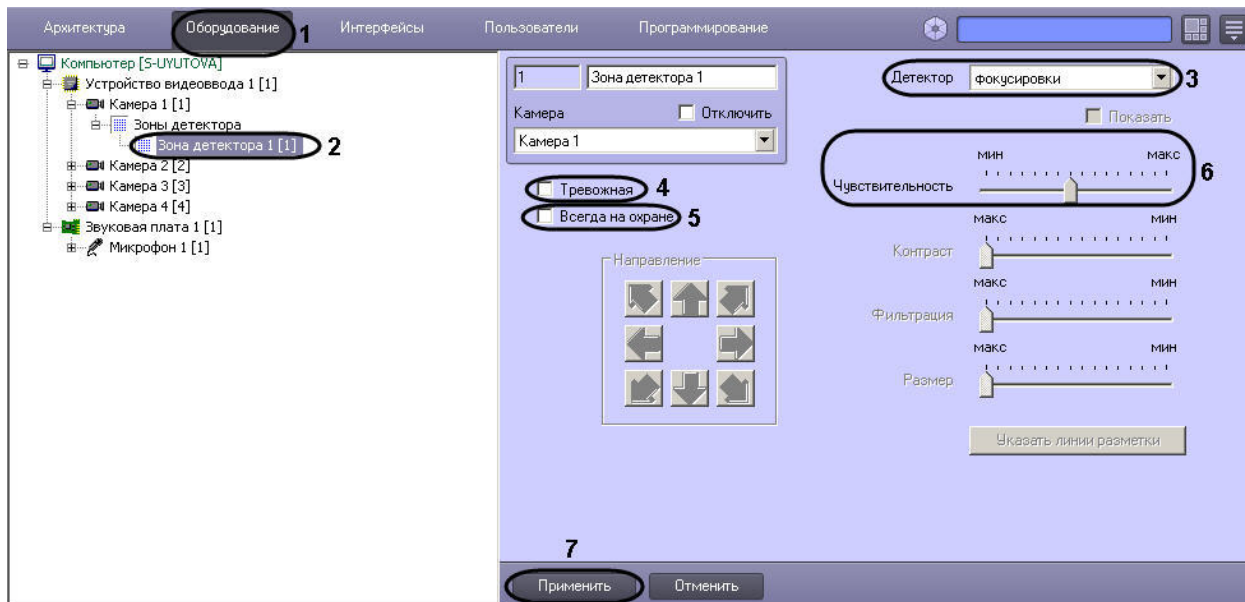 Архитектура Оборудование 1 Интерфейсы Пользователи Программирование
Компьютер [S-UYUTOVA]
Устройство видеоввода 1 [1]
Камера 1 [1]
Зоны детектора
Зона детектора 1 [1] 2
Камера 2 [2]
Камера 3 [3]
Камера 4 [4]
Звуковая плата 1 [1]
Микрофон 1 [1]
1 Зона детектора 1
Камера Отключить
Камера 1
Тревожная 4
Всегда на охране 5
Направление
Детектор фокусировки 3
Показать
мин макс
Чувствительность 6
макс мин
Контраст
макс мин
Фильтрация
макс мин
Размер
Указать линии разметки
7
Применить Отменить